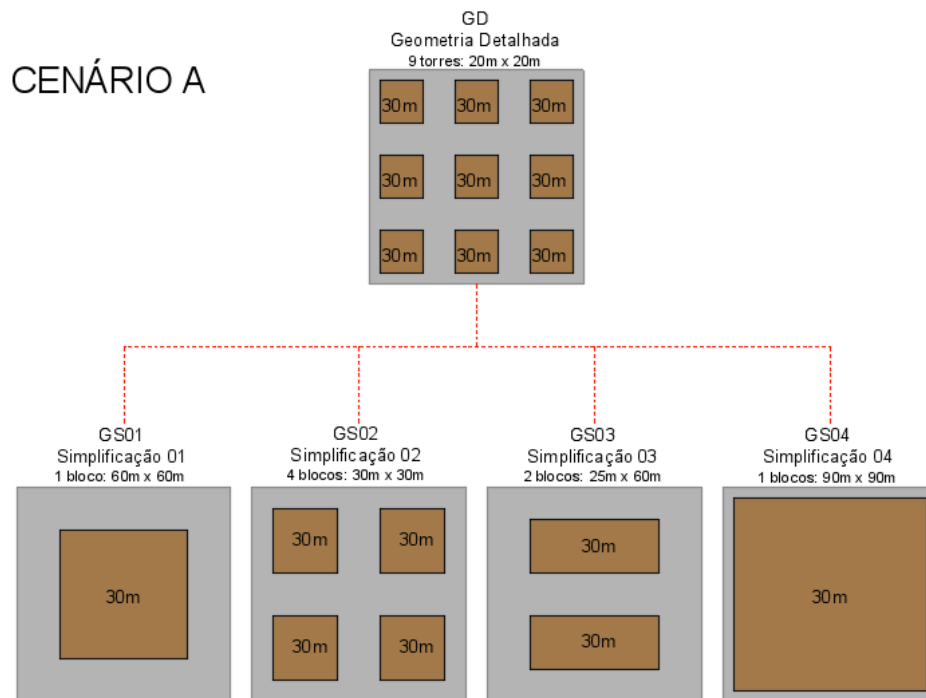 GD
Geometria Detalhada
9 torres: 20m x 20m
CENÁRIO A
30m 30m 30m
30m 30m 30m
30m 30m 30m
GS01
Simplificação 01
1 bloco: 60m x 60m
30m
GS02
Simplificação 02
4 blocos: 30m x 30m
30m 30m
30m 30m
GS03
Simplificação 03
2 blocos: 25m x 60m
30m
30m
GS04
Simplificação 04
1 blocos: 90m x 90m
30m